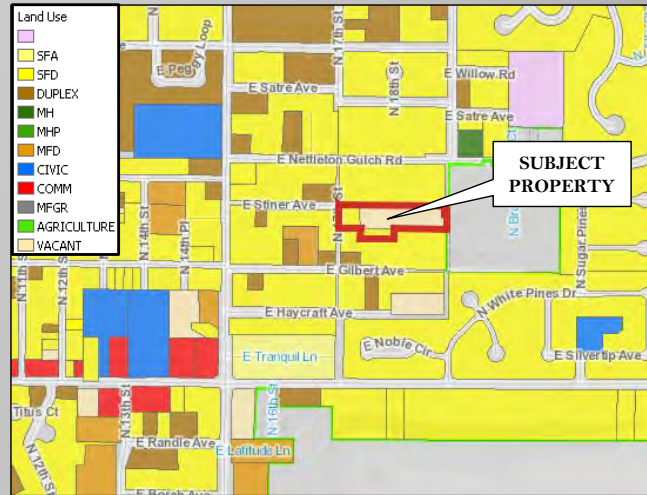 Land Use
SFA
SFD
DUPLEX
MH
MHP
MFD
CIVIC
COMM
MFGR
AGRICULTURE
VACANT
N 17th St
E Satre Ave
N 18th St
E Willow Rd
E Satre Ave
E Nettleton Gulch Rd
SUBJECT
PROPERTY
E Stiner Ave
N 14th St
N 14th Pl
N 11th St
N 12th St
E Gilbert Ave
N Sugar Pines
N White Pines Dr
E Haycraft Ave
E Tranquil Ln
E Noble Cir
E Silvertip Ave
Titus Ct
N 13th St
N 16th St
N 12th St
E Randle Ave
E Latitude Ln
E Borah Ave